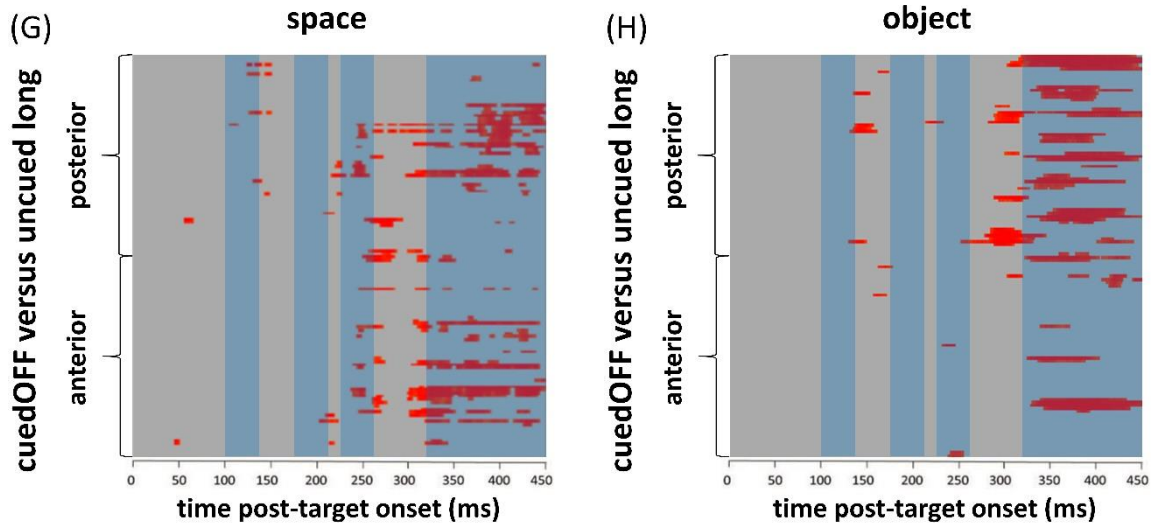 (G)
space
cuedOFF versus uncued long
posterior
anterior
0 50 100 150 200 250 300 350 400 450
time post-target onset (ms)
(H)
object
cuedOFF versus uncued long
posterior
anterior
0 50 100 150 200 250 300 350 400 450
time post-target onset (ms)